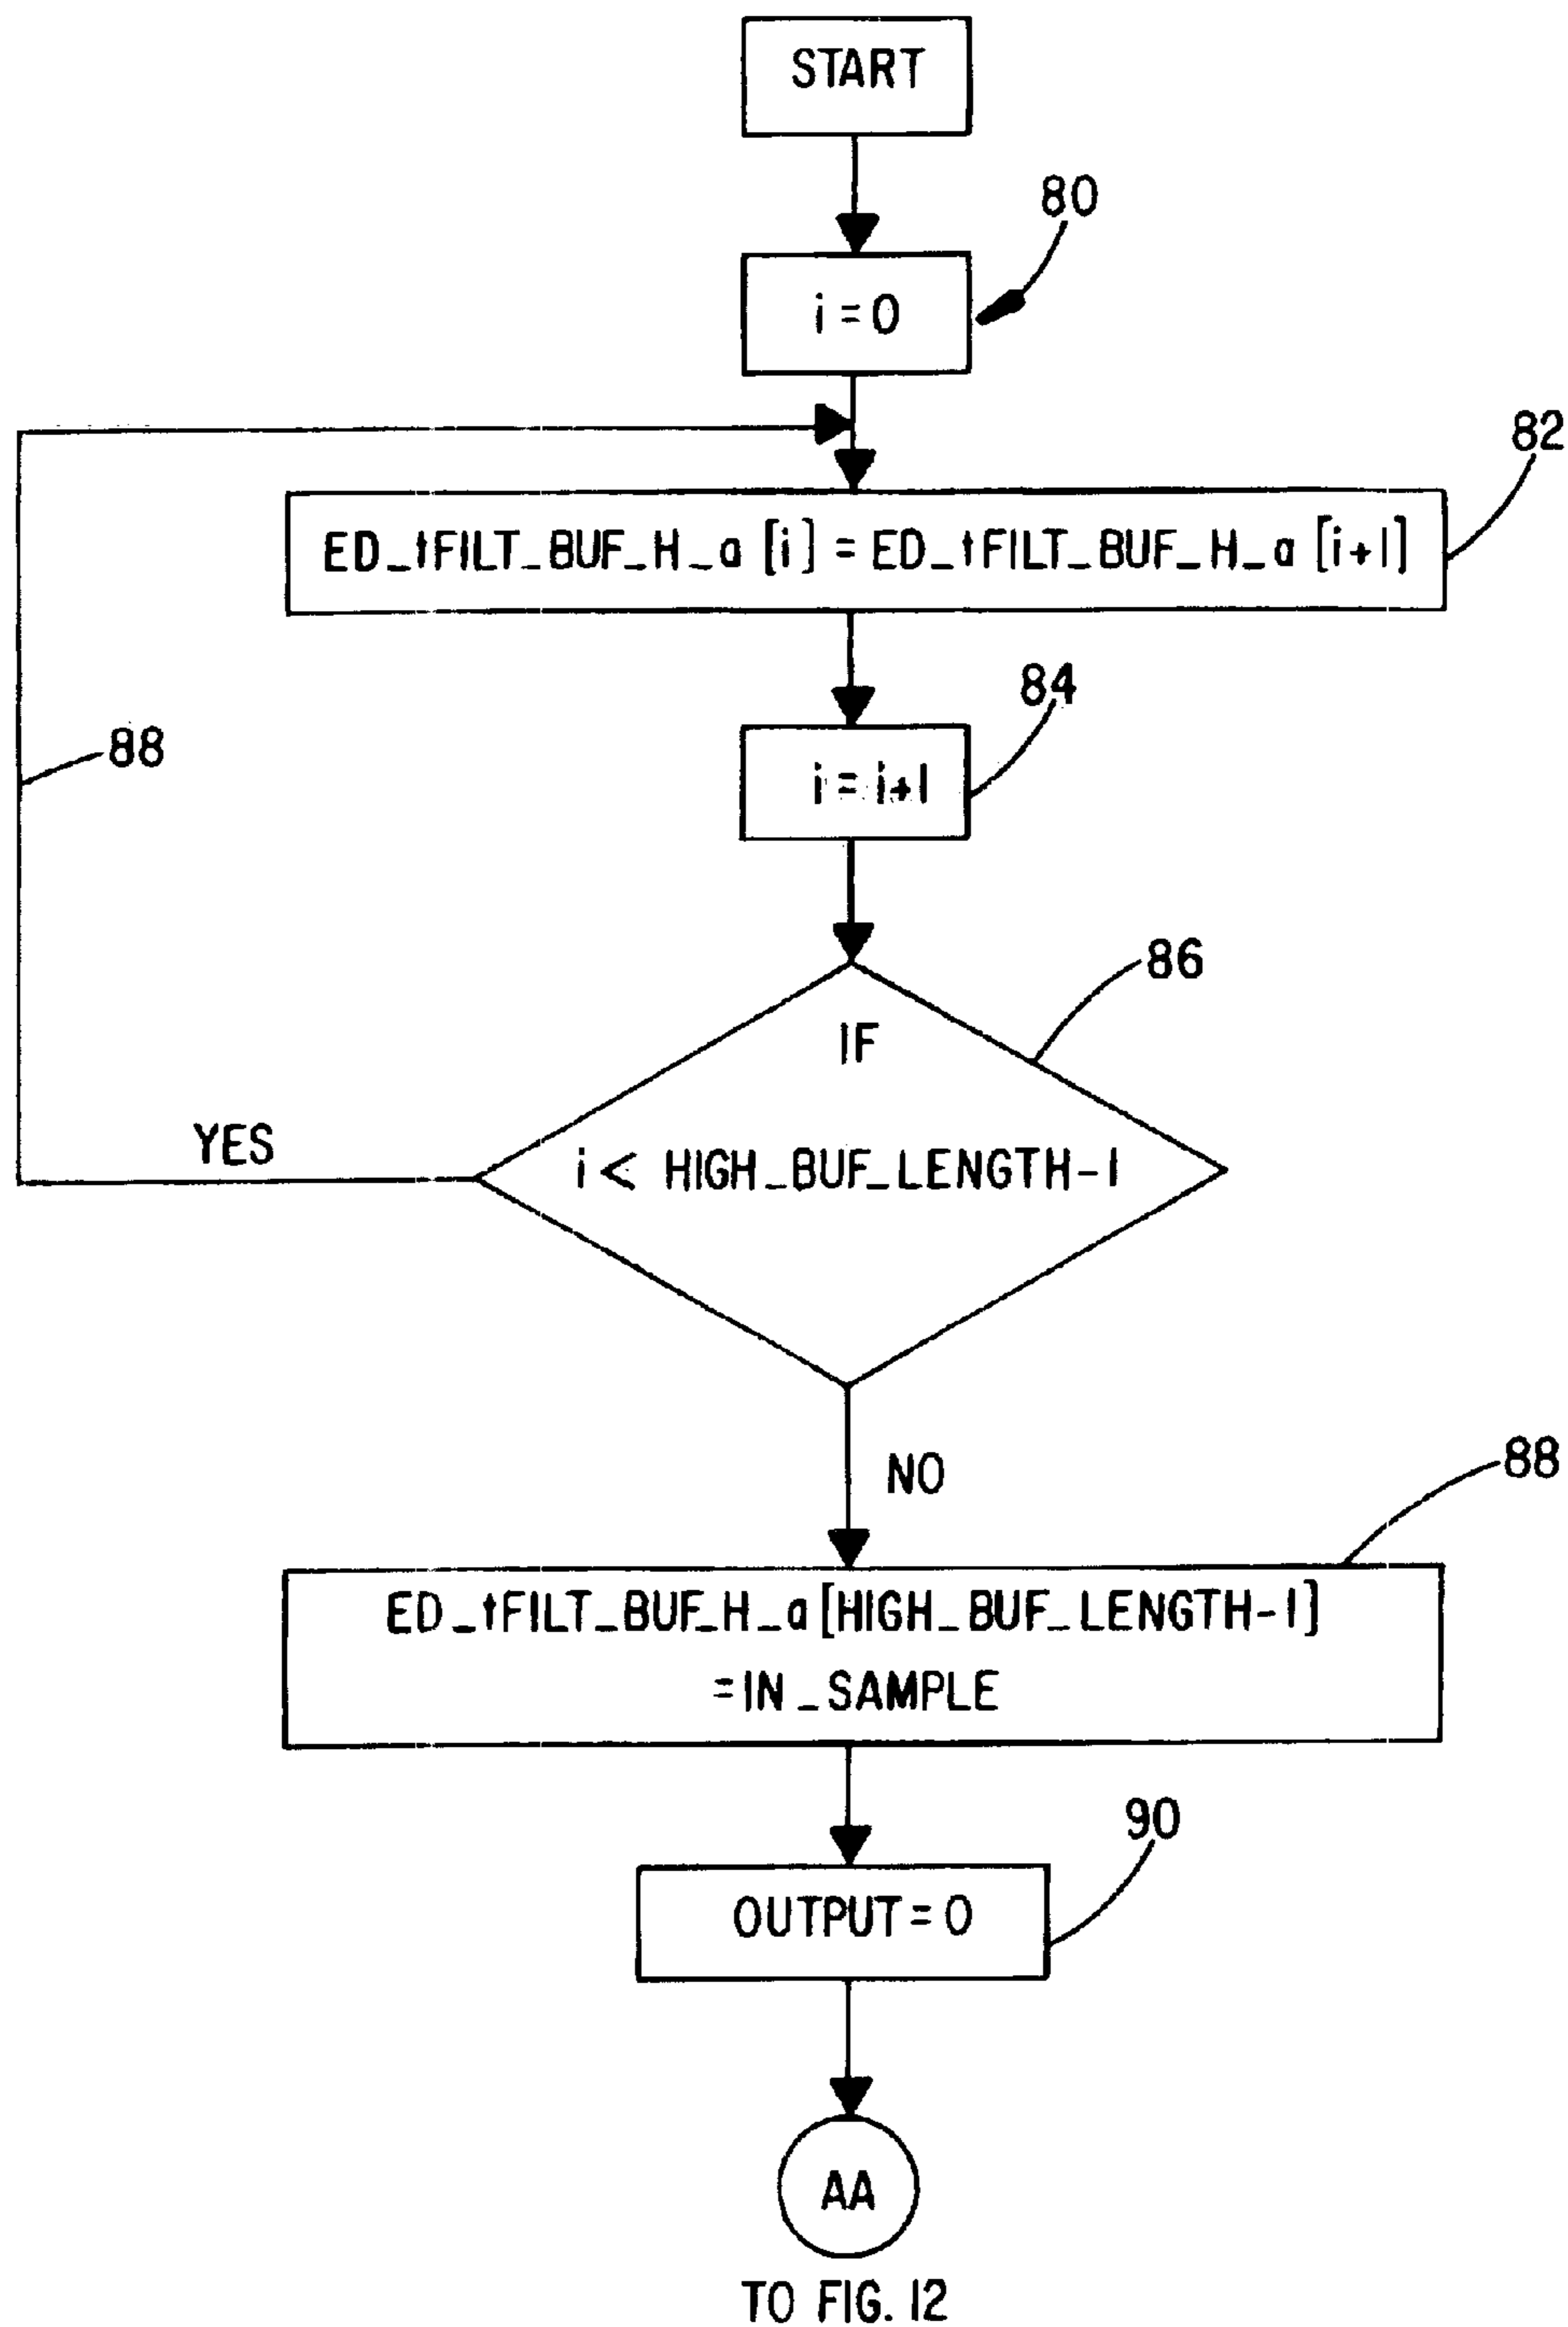 START
80
i = 0
82
ED_tFILT_BUF_H_a [i] = ED_tFILT_BUF_H_a [i+1]
84
88
i = i+1
86
IF
YES
i < HIGH_BUF_LENGTH-1
NO
88
ED_tFILT_BUF_H_a [HIGH_BUF_LENGTH-1]
=IN_SAMPLE
90
OUTPUT = 0
AA
TO FIG. 12